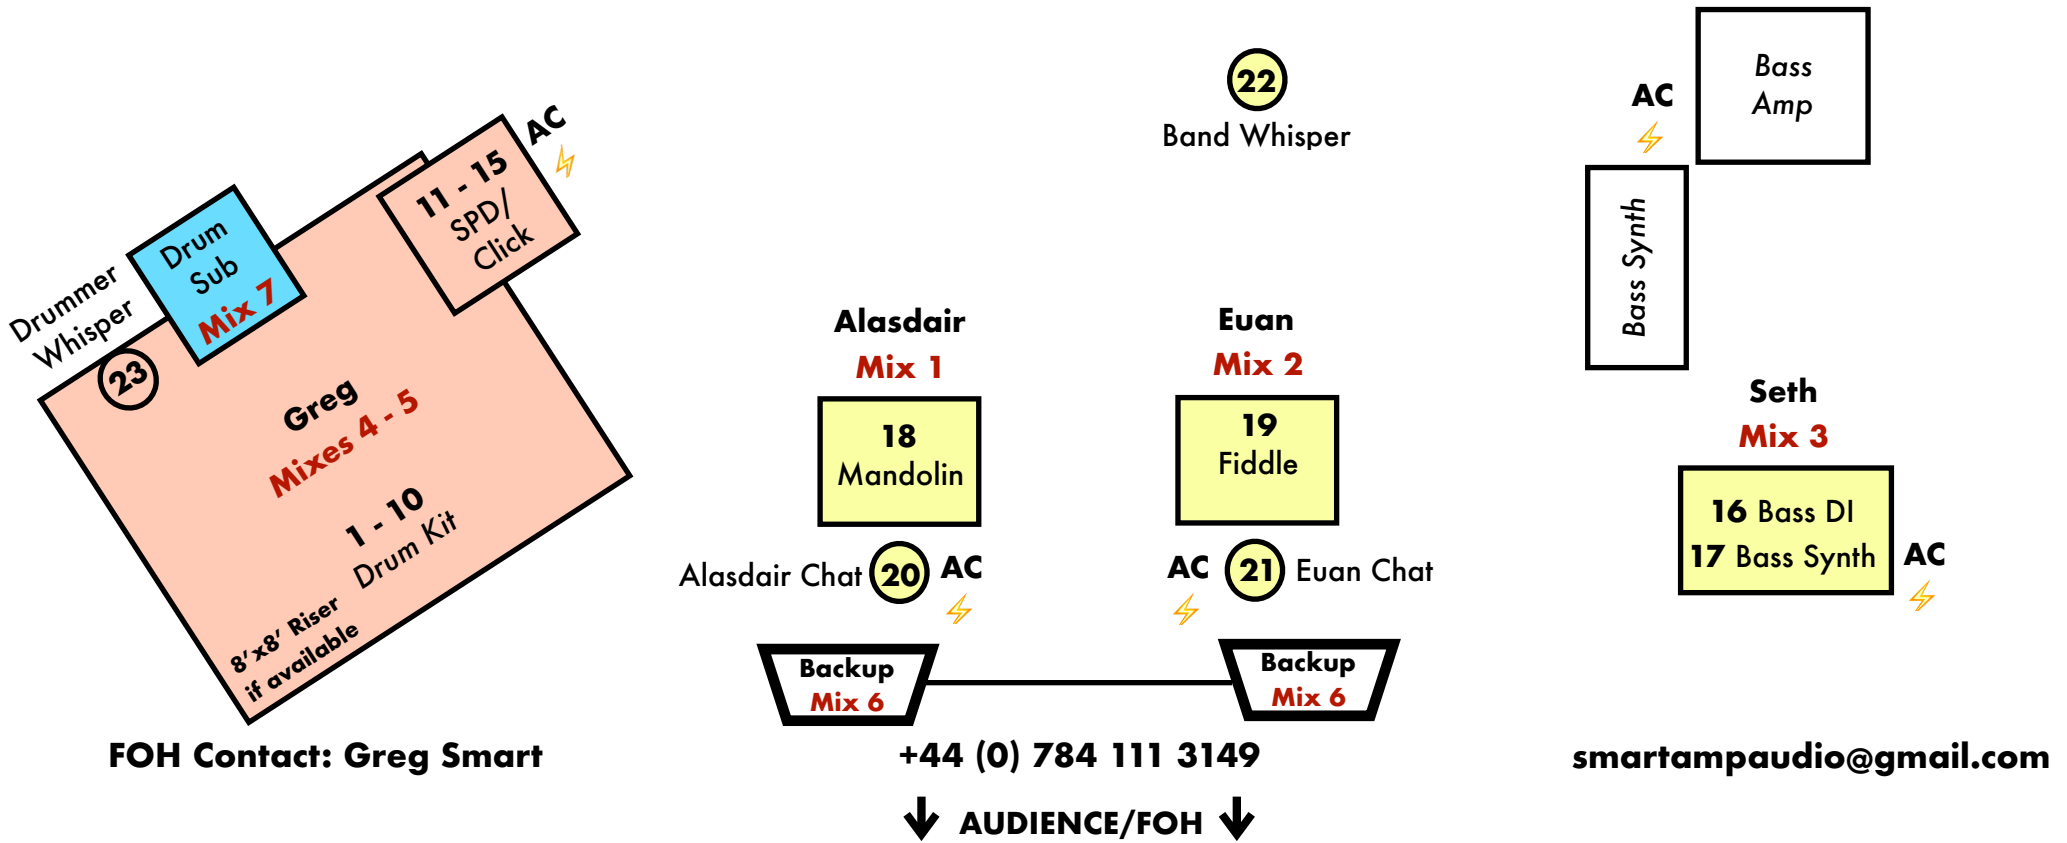 22
Band Whisper
Bass
Amp
AC
Bass Synth
AC
11 - 15
SPD/
Click
Drum
Sub
Mix 7
Drummer
Whisper
23
Greg
Mixes 4 - 5
1 - 10
Drum Kit
8’x8’ Riser
if available
Alasdair
Mix 1
18
Mandolin
Alasdair Chat
20
AC
Euan
Mix 2
19
Fiddle
AC
21
Euan Chat
Seth
Mix 3
16 Bass DI
17 Bass Synth
AC
Backup
Mix 6
Backup
Mix 6
FOH Contact: Greg Smart
+44 (0) 784 111 3149
smartampaudio@gmail.com
AUDIENCE/FOH